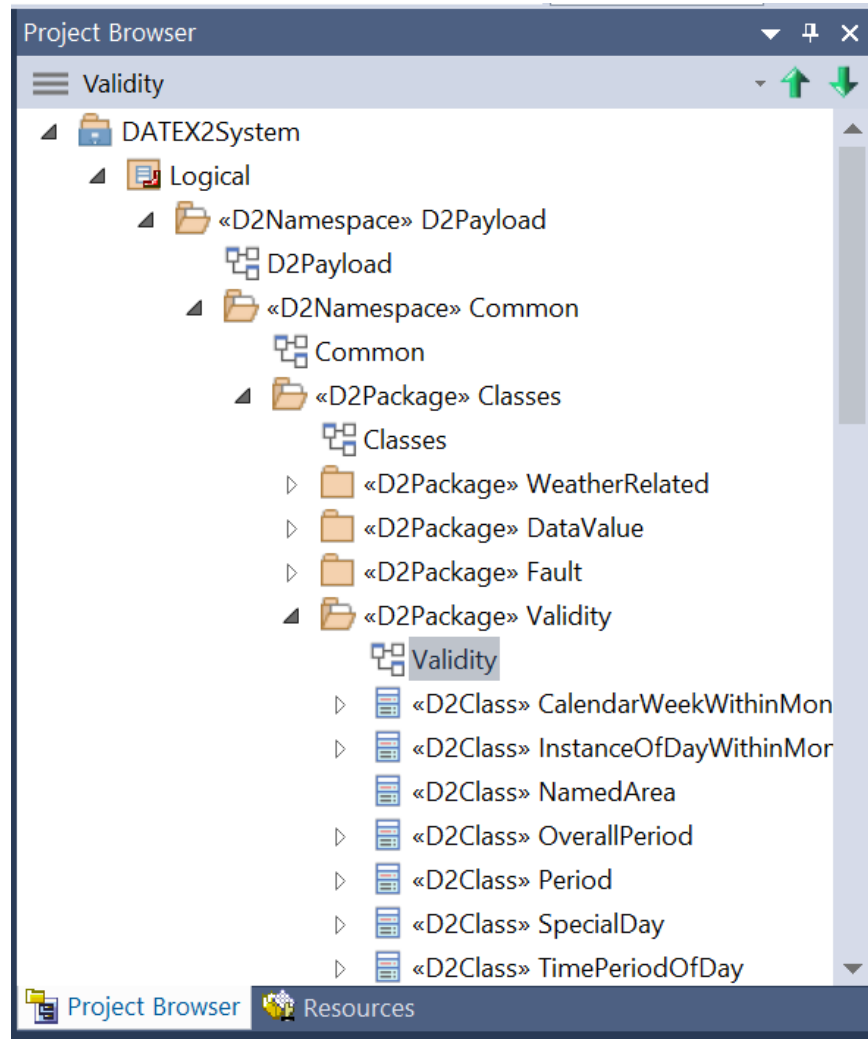 Project Browser
Validity
DATEX2System
Logical
«D2Namespace» D2Payload
D2Payload
«D2Namespace» Common
Common
«D2Package» Classes
Classes
«D2Package» WeatherRelated
«D2Package» DataValue
«D2Package» Fault
«D2Package» Validity
Validity
«D2Class» CalendarWeekWithinMon
«D2Class» InstanceOfDayWithinMon
«D2Class» NamedArea
«D2Class» OverallPeriod
«D2Class» Period
«D2Class» SpecialDay
«D2Class» TimePeriodOfDay
Project Browser Resources